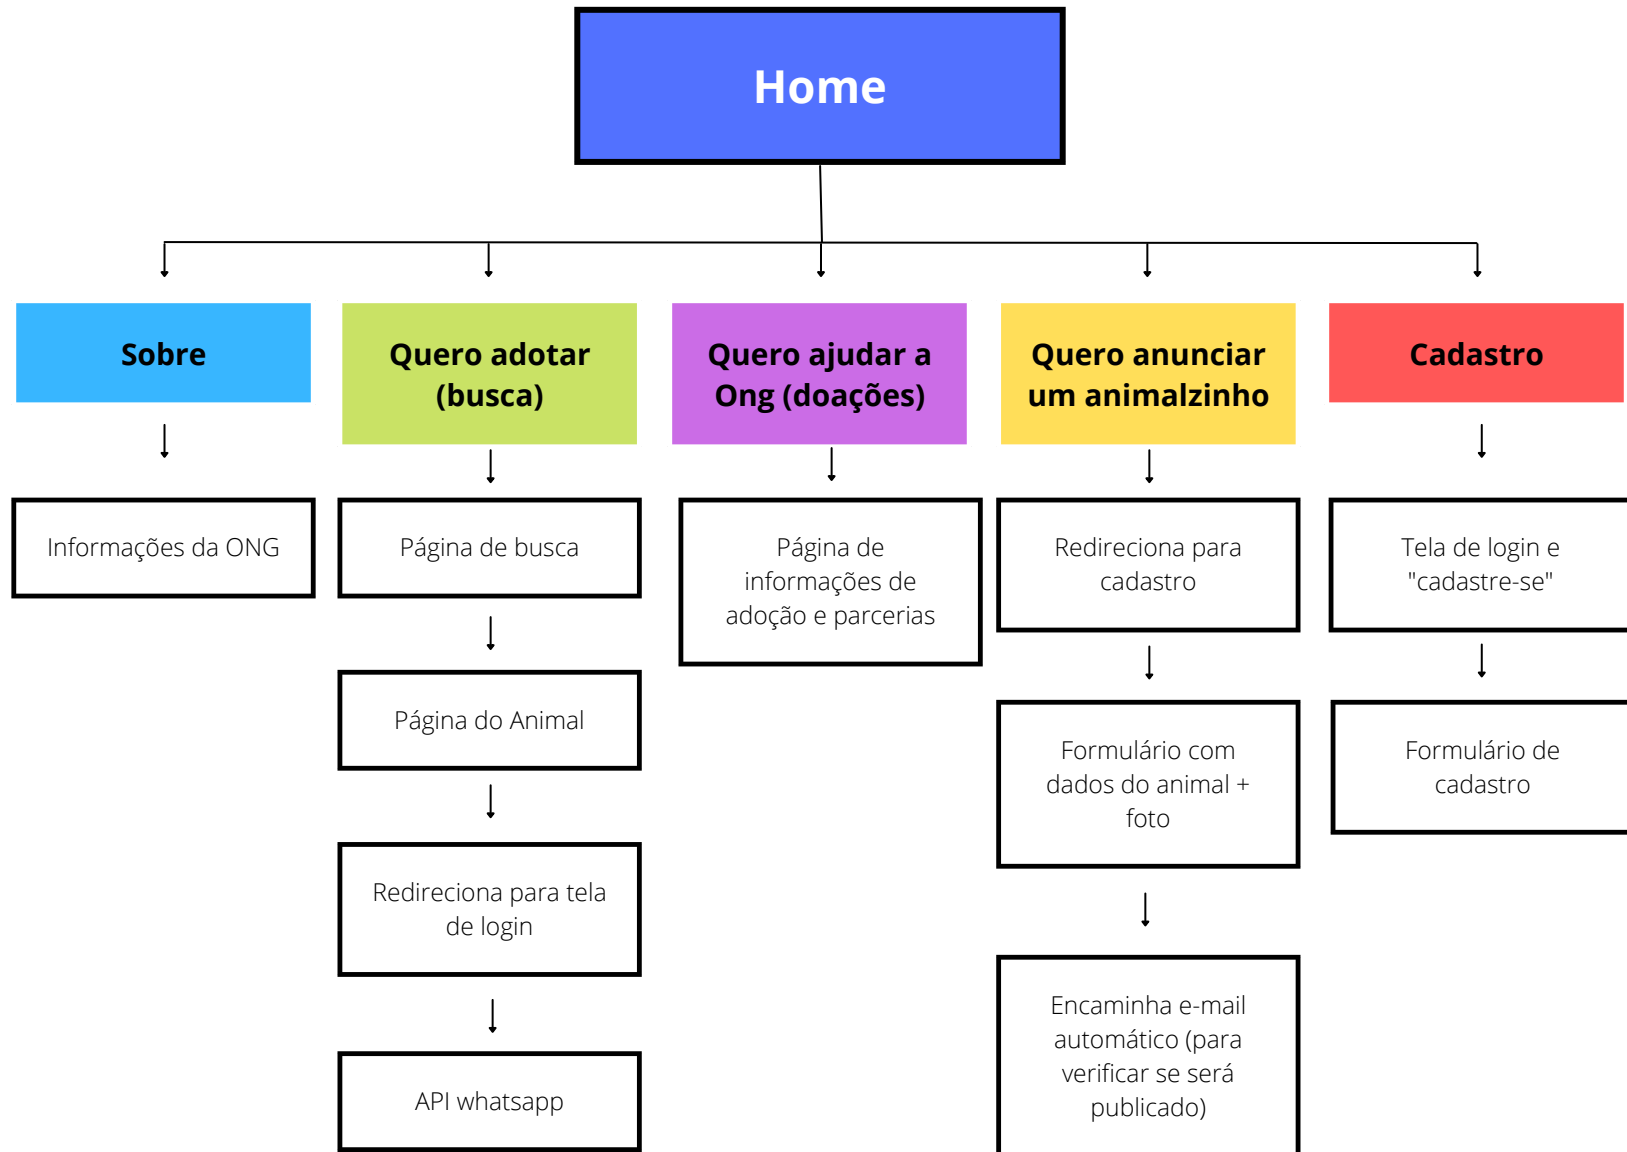 Home
Sobre
Quero adotar
(busca)
Quero ajudar a
Ong (doações)
Quero anunciar
um animalzinho
Cadastro
Informações da ONG
Página de busca
Página de
informações de
adoção e parcerias
Redireciona para
cadastro
Tela de login e
"cadastre-se"
Página do Animal
Formulário com
dados do animal +
foto
Formulário de
cadastro
Redireciona para tela
de login
Encaminha e-mail
automático (para
verificar se será
publicado)
API whatsapp